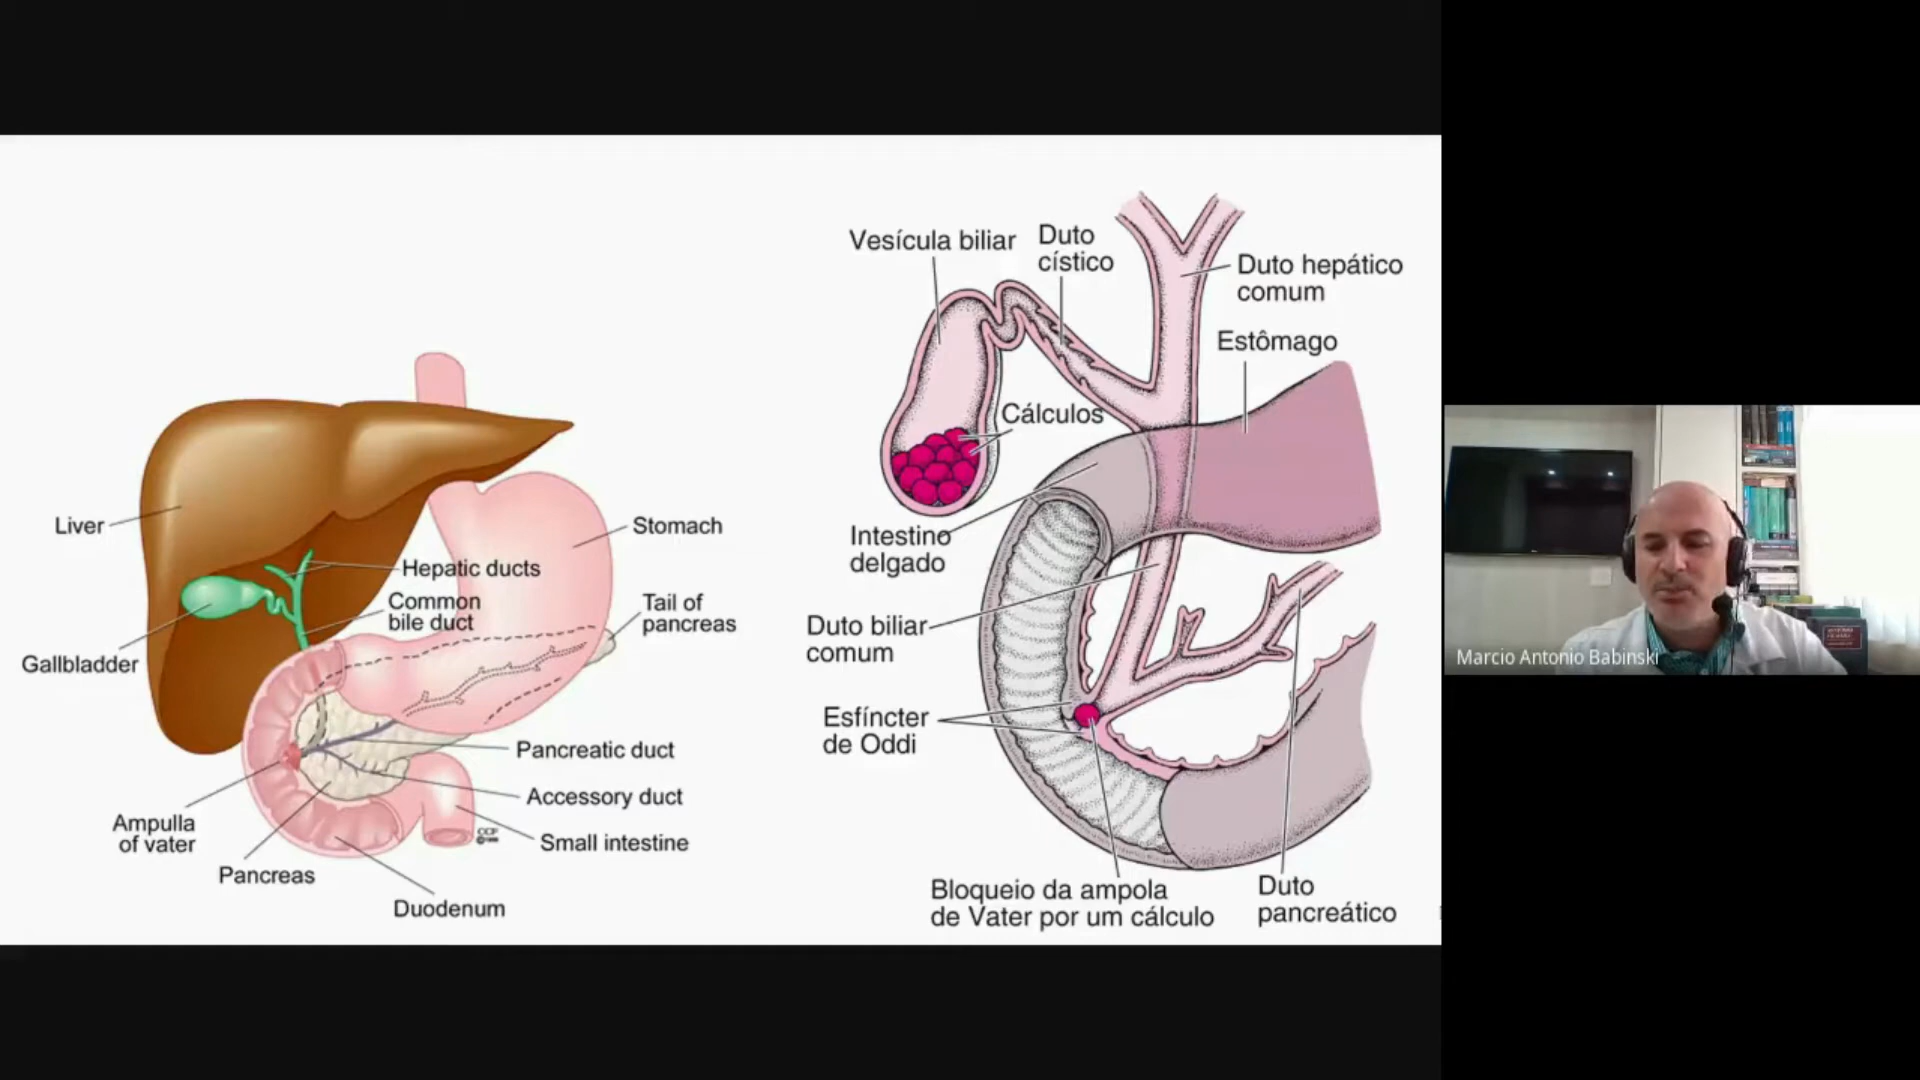 Liver
Gallbladder
Hepatic ducts
Common
bile duct
Stomach
Tail of
pancreas
Pancreatic duct
Accessory duct
Small intestine
Ampulla
of vater
Pancreas
Duodenum
Vesícula biliar
Duto
cístico
Duto hepático
comum
Estômago
Cálculos
Intestino
delgado
Duto biliar
comum
Esfíncter
de Oddi
Bloqueio da ampola
de Vater por um cálculo
Duto
pancreático
Marcio Antonio Babinski